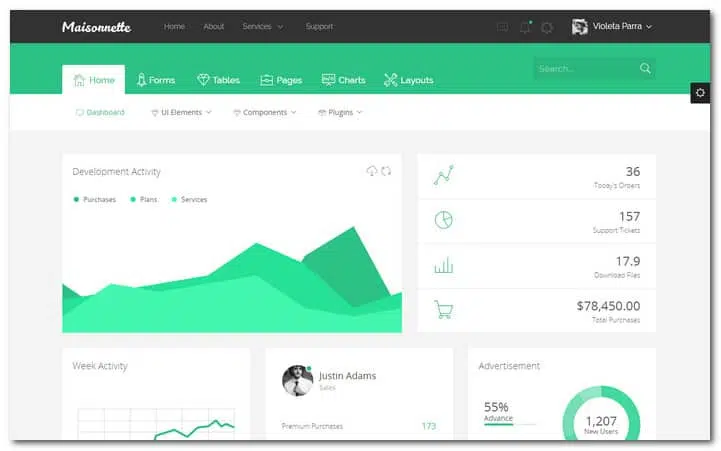 Maisonnette Home About Services Support Violeta Parra
Search...
Home Forms Tables Pages Charts Layouts
Dashboard UI Elements Components Plugins
Development Activity
Purchases Plans Services
36
Today's Orders
157
Support Tickets
17.9
Download Files
$78,450.00
Total Purchases
Week Activity
Justin Adams
Sales
Premium Purchases 173
Advertisement
55%
Advance
1,207
New Users